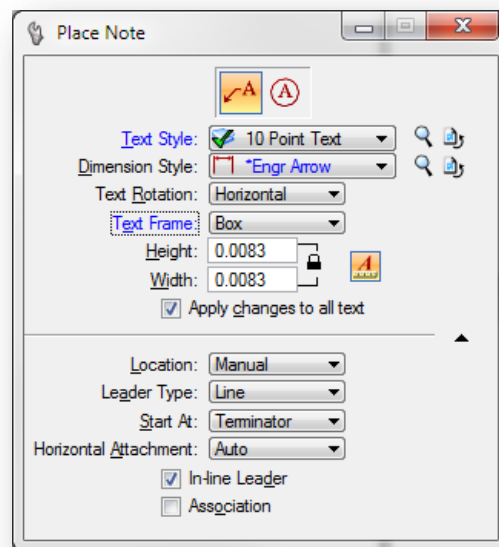 Place Note
A A
Text Style: 10 Point Text
Dimension Style: *Engr Arrow
Text Rotation: Horizontal
Text Frame: Box
Height: 0.0083
Width: 0.0083
A
Apply changes to all text
Location: Manual
Leader Type: Line
Start At: Terminator
Horizontal Attachment: Auto
In-line Leader
Association